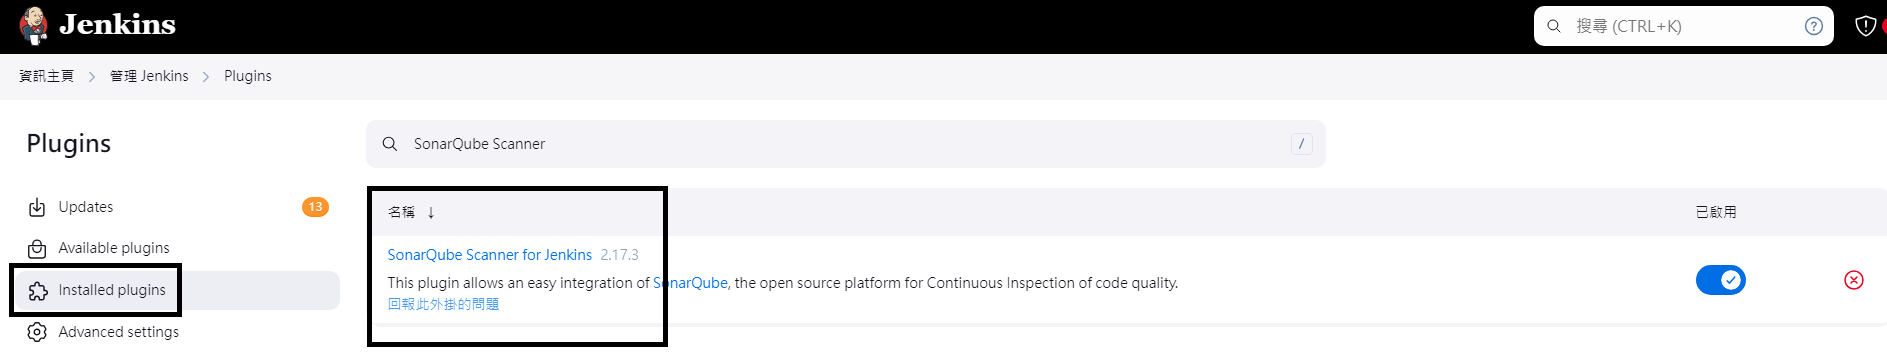 Jenkins
搜尋 (CTRL+K)
資訊主頁 > 管理 Jenkins > Plugins
Plugins
SonarQube Scanner /
Updates 13
Available plugins
Installed plugins
Advanced settings
名稱 ↓ 已啟用
SonarQube Scanner for Jenkins 2.17.3
This plugin allows an easy integration of SonarQube, the open source platform for Continuous Inspection of code quality.
回報此外掛的問題